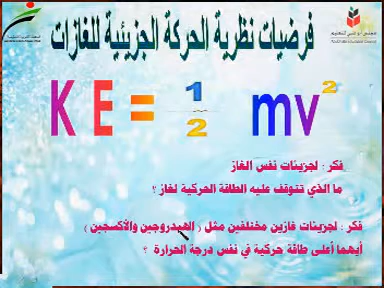 فرضيات نظرية الحركة الجزيئية للغازات
KE = 1/2 mv²
فكر : لجزيئات نفس الغاز
ما الذي تتوقف عليه الطاقة الحركية لغاز ؟
فكر : لجزيئات غازين مختلفين مثل ( الهيدروجين والأكسجين )
أيهما أعلى طاقة حركية في نفس درجة الحرارة ؟